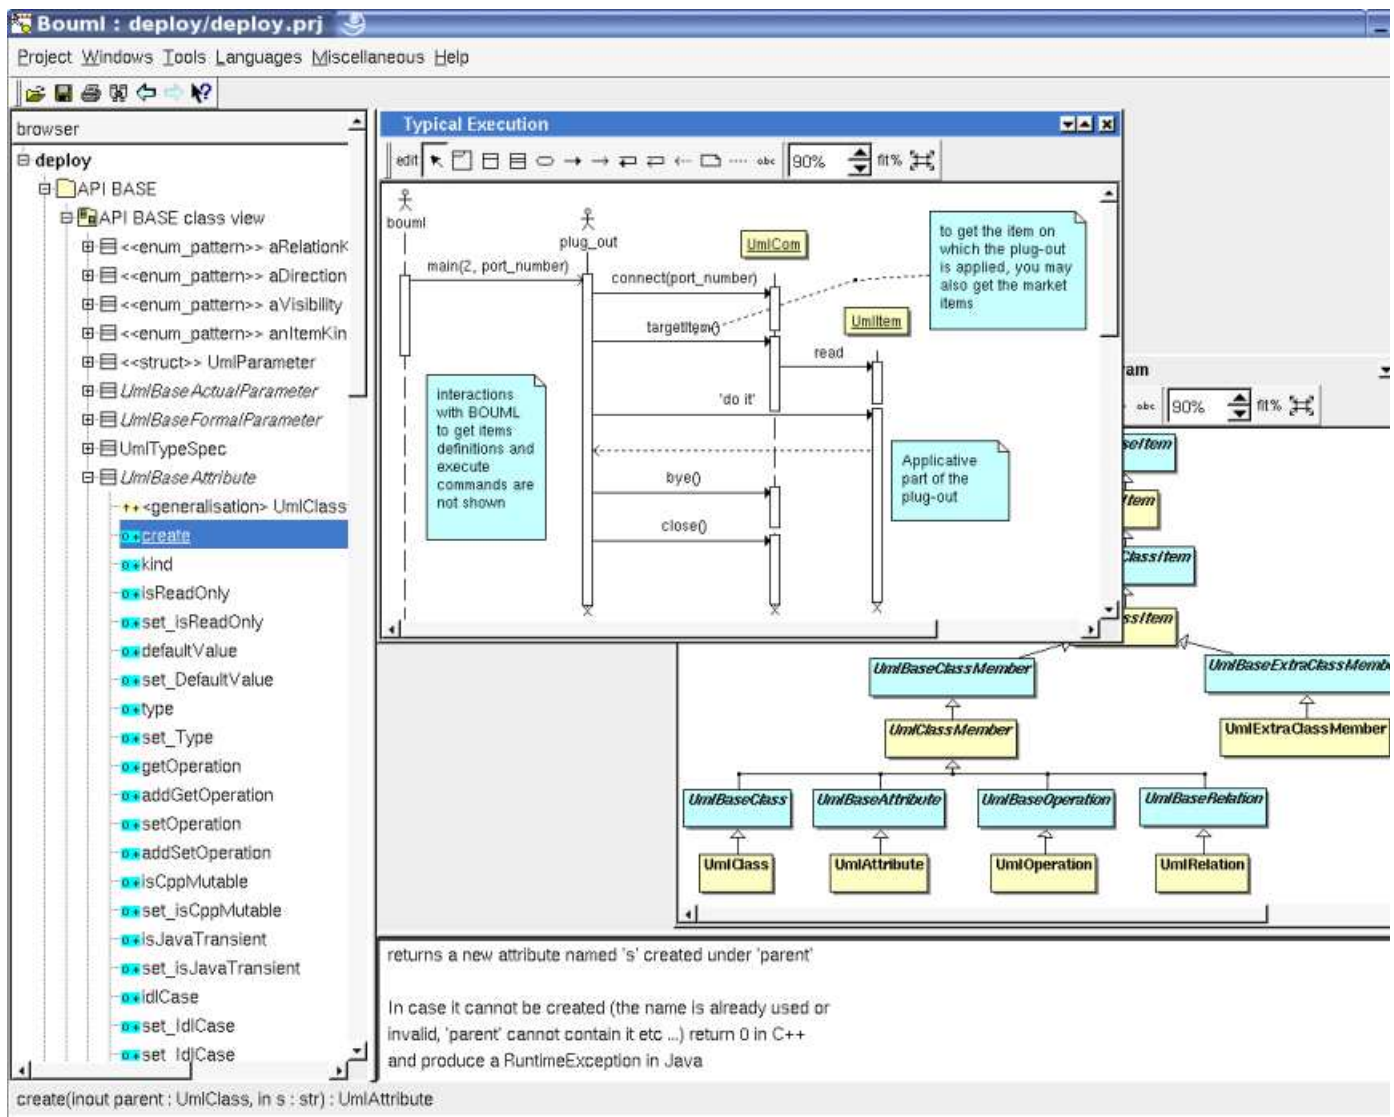 Bouml : deploy/deploy.prj
Project Windows Tools Languages Miscellaneous Help
browser
deploy
API BASE
API BASE class view
<<enum_pattern>> aRelationK
<<enum_pattern>> aDirection
<<enum_pattern>> aVisibility
<<enum_pattern>> anItemKin
<<struct>> UmlParameter
UmlBaseActualParameter
UmlBaseFormalParameter
UmlTypeSpec
UmlBaseAttribute
<generalisation> UmlClass
create
kind
isReadOnly
set_isReadOnly
defaultValue
set_DefaultValue
type
set_Type
getOperation
addGetOperation
setOperation
addSetOperation
isCppMutable
set_isCppMutable
isJavaTransient
set_isJavaTransient
idlCase
set_IdlCase
set_IdlCase
Typical Execution
edit abc 90% fit%
bouml
plug_out
UmlCom
UmlItem
main(2, port_number)
connect(port_number)
targetItem()
read
'do it'
bye()
close()
to get the item on
which the plug-out
is applied, you may
also get the market
items
interactions
with BOUML
to get items
definitions and
execute
commands are
not shown
Applicative
part of the
plug-out
ram
abc 90% fit%
seItem
Item
ClassItem
ssItem
UmlBaseClassMember
UmlBaseExtraClassMemb
UmlClassMember
UmlExtraClassMember
UmlBaseClass
UmlBaseAttribute
UmlBaseOperation
UmlBaseRelation
UmlClass
UmlAttribute
UmlOperation
UmlRelation
returns a new attribute named 's' created under 'parent'
In case it cannot be created (the name is already used or
invalid, 'parent' cannot contain it etc ...) return 0 in C++
and produce a RuntimeException in Java
create(inout parent : UmlClass, in s : str) : UmlAttribute